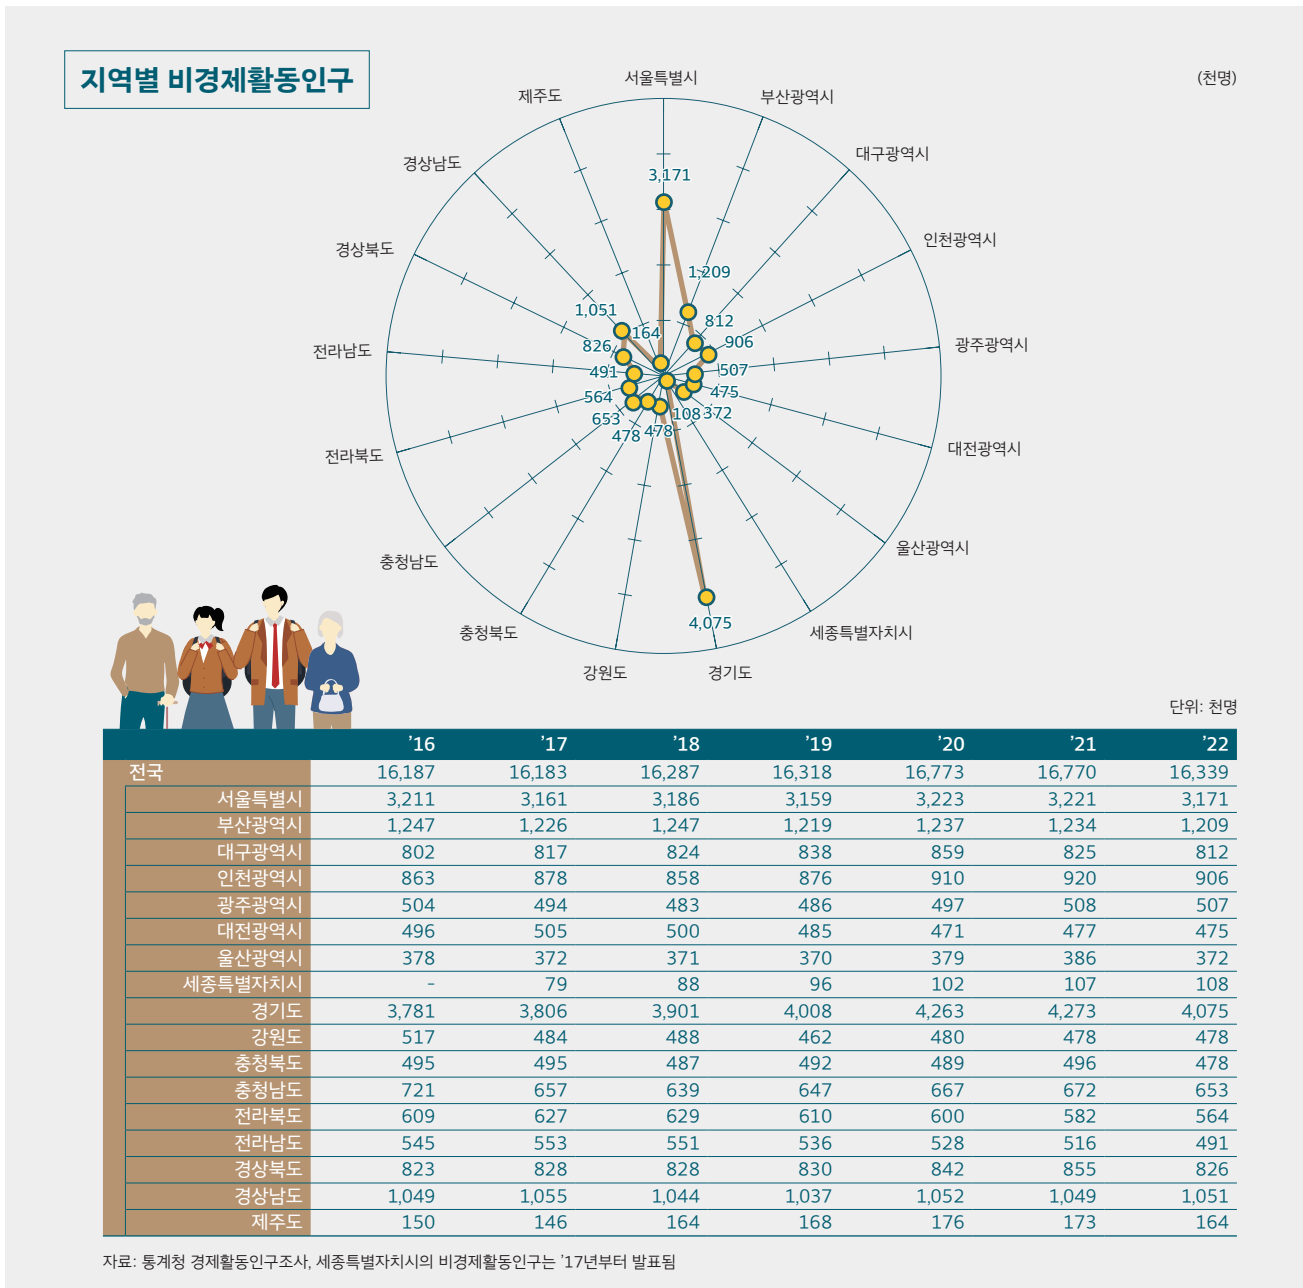 지역별 비경제활동인구
(천명)
서울특별시
부산광역시
대구광역시
인천광역시
광주광역시
대전광역시
울산광역시
세종특별자치시
경기도
강원도
충청북도
충청남도
전라북도
전라남도
경상북도
경상남도
제주도
3,171
1,209
812
906
507
475
372
108
4,075
478
478
653
564
491
826
1,051
164
단위: 천명
’16 ’17 ’18 ’19 ’20 ’21 ’22
전국 16,187 16,183 16,287 16,318 16,773 16,770 16,339
서울특별시 3,211 3,161 3,186 3,159 3,223 3,221 3,171
부산광역시 1,247 1,226 1,247 1,219 1,237 1,234 1,209
대구광역시 802 817 824 838 859 825 812
인천광역시 863 878 858 876 910 920 906
광주광역시 504 494 483 486 497 508 507
대전광역시 496 505 500 485 471 477 475
울산광역시 378 372 371 370 379 386 372
세종특별자치시 - 79 88 96 102 107 108
경기도 3,781 3,806 3,901 4,008 4,263 4,273 4,075
강원도 517 484 488 462 480 478 478
충청북도 495 495 487 492 489 496 478
충청남도 721 657 639 647 667 672 653
전라북도 609 627 629 610 600 582 564
전라남도 545 553 551 536 528 516 491
경상북도 823 828 828 830 842 855 826
경상남도 1,049 1,055 1,044 1,037 1,052 1,049 1,051
제주도 150 146 164 168 176 173 164
자료: 통계청 경제활동인구조사, 세종특별자치시의 비경제활동인구는 ’17년부터 발표됨